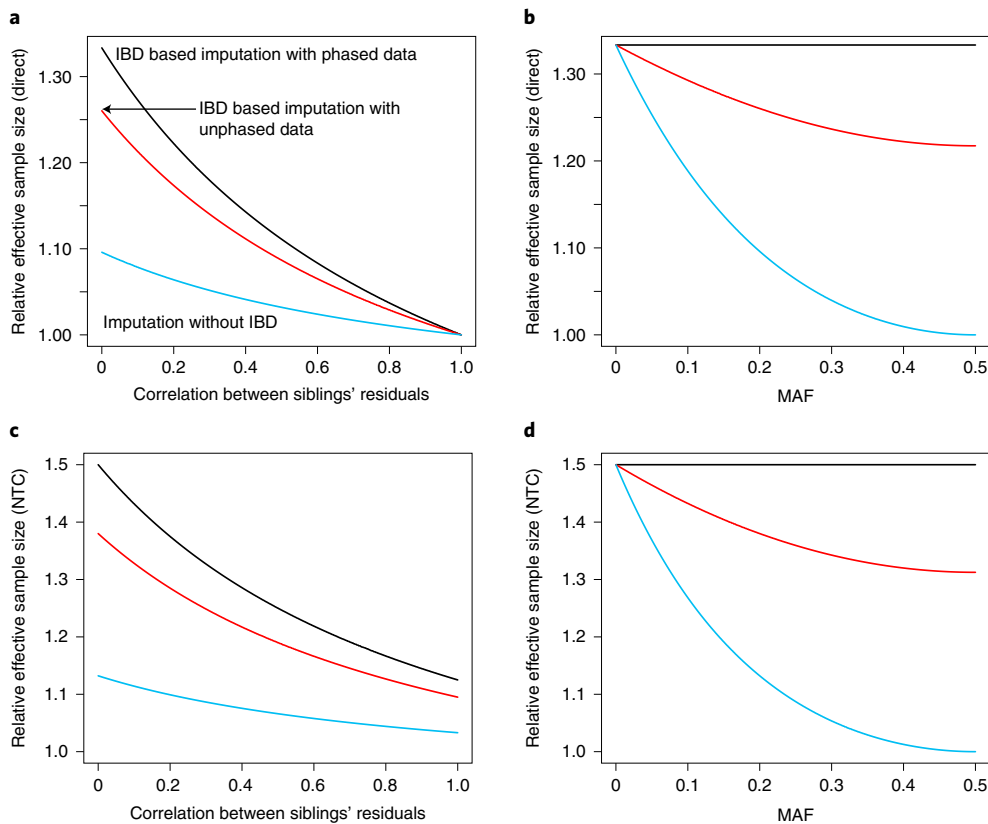 a
Relative effective sample size (direct)
1.30
1.20
1.10
1.00
IBD based imputation with phased data
IBD based imputation with
unphased data
Imputation without IBD
0 0.2 0.4 0.6 0.8 1.0
Correlation between siblings' residuals
b
Relative effective sample size (direct)
1.30
1.20
1.10
1.00
0 0.1 0.2 0.3 0.4 0.5
MAF
c
Relative effective sample size (NTC)
1.5
1.4
1.3
1.2
1.1
1.0
0 0.2 0.4 0.6 0.8 1.0
Correlation between siblings' residuals
d
Relative effective sample size (NTC)
1.5
1.4
1.3
1.2
1.1
1.0
0 0.1 0.2 0.3 0.4 0.5
MAF